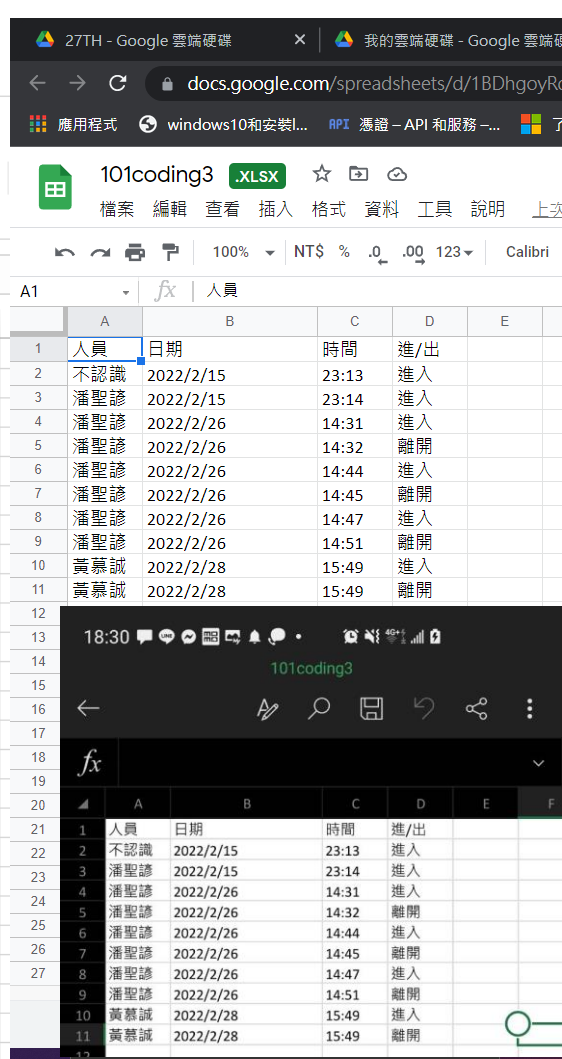 27TH - Google 雲端硬碟 × 我的雲端硬碟 - Google 雲端硬
docs.google.com/spreadsheets/d/1BDhgoyR
應用程式 windows10和安裝l... API 憑證 – API 和服務 –...
101coding3 .XLSX
檔案 編輯 查看 插入 格式 資料 工具 說明 上次
100% NT$ % .0 .00 123 Calibri
A1 fx 人員
A B C D E
1 人員 日期 時間 進/出
2 不認識 2022/2/15 23:13 進入
3 潘聖諺 2022/2/15 23:14 進入
4 潘聖諺 2022/2/26 14:31 進入
5 潘聖諺 2022/2/26 14:32 離開
6 潘聖諺 2022/2/26 14:44 進入
7 潘聖諺 2022/2/26 14:45 離開
8 潘聖諺 2022/2/26 14:47 進入
9 潘聖諺 2022/2/26 14:51 離開
10 黃慕誠 2022/2/28 15:49 進入
11 黃慕誠 2022/2/28 15:49 離開
12
13
14
15
16
17
18
19
20
21
22
23
24
25
26
27
18:30 LINE 4G+
101coding3
fx
A B C D E F
1 人員 日期 時間 進/出
2 不認識 2022/2/15 23:13 進入
3 潘聖諺 2022/2/15 23:14 進入
4 潘聖諺 2022/2/26 14:31 進入
5 潘聖諺 2022/2/26 14:32 離開
6 潘聖諺 2022/2/26 14:44 進入
7 潘聖諺 2022/2/26 14:45 離開
8 潘聖諺 2022/2/26 14:47 進入
9 潘聖諺 2022/2/26 14:51 離開
10 黃慕誠 2022/2/28 15:49 進入
11 黃慕誠 2022/2/28 15:49 離開
12